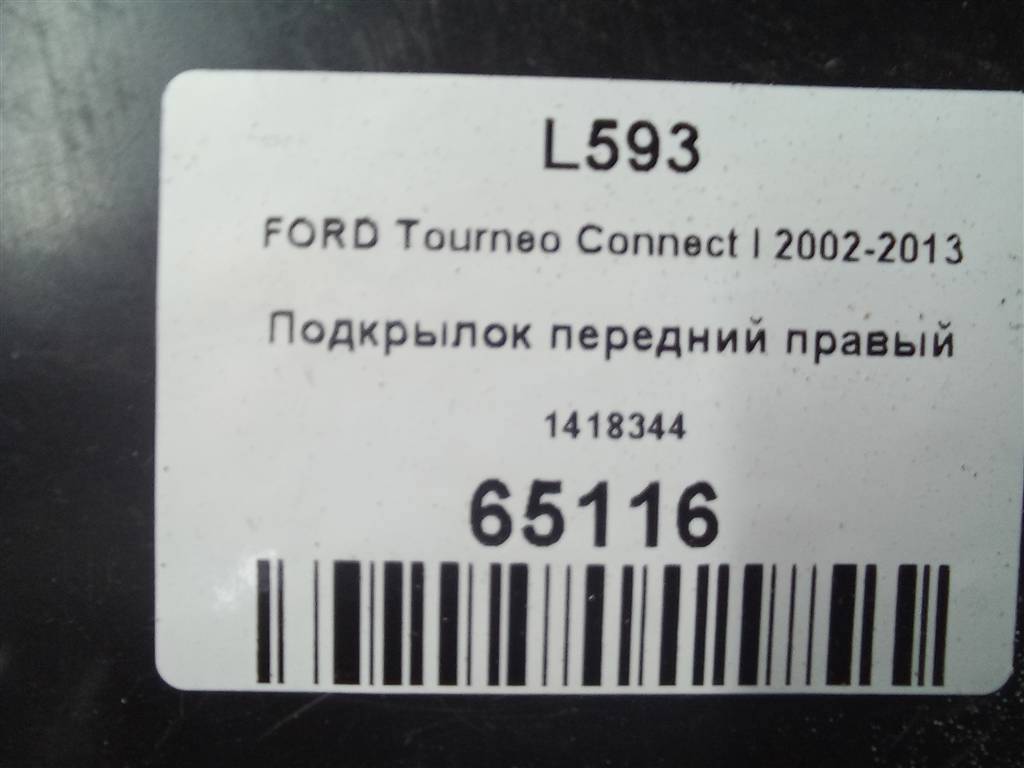 L593
FORD Tourneo Connect I 2002-2013
Подкрылок передний правый
1418344
65116